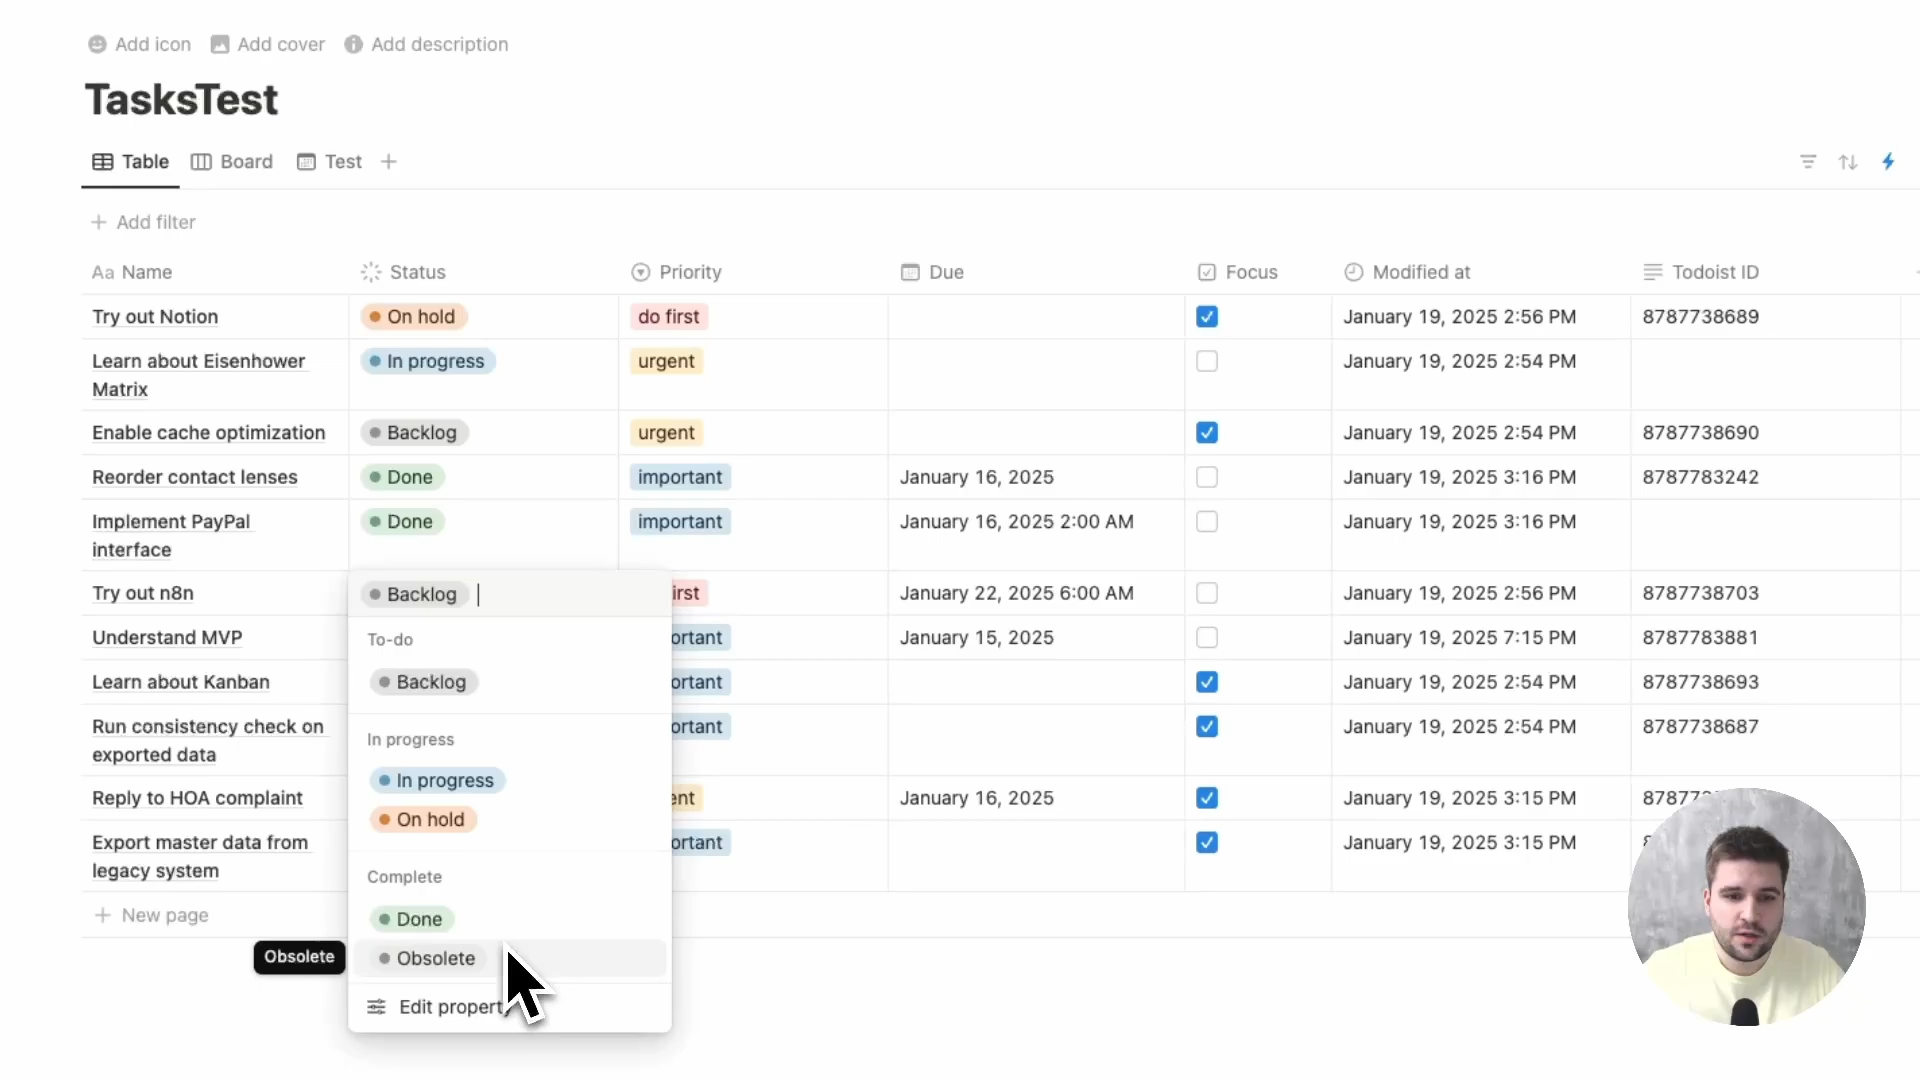 Add icon Add cover Add description
TasksTest
Table Board Test
Add filter
Aa Name Status Priority Due Focus Modified at Todoist ID
Try out Notion On hold do first January 19, 2025 2:56 PM 8787738689
Learn about Eisenhower In progress urgent January 19, 2025 2:54 PM
Matrix
Enable cache optimization Backlog urgent January 19, 2025 2:54 PM 8787738690
Reorder contact lenses Done important January 16, 2025 January 19, 2025 3:16 PM 8787783242
Implement PayPal Done important January 16, 2025 2:00 AM January 19, 2025 3:16 PM
interface
Try out n8n Backlog irst January 22, 2025 6:00 AM January 19, 2025 2:56 PM 8787738703
Understand MVP ortant January 15, 2025 January 19, 2025 7:15 PM 8787783881
To-do
Learn about Kanban Backlog ortant January 19, 2025 2:54 PM 8787738693
Run consistency check on ortant January 19, 2025 2:54 PM 8787738687
exported data
In progress
In progress
Reply to HOA complaint ent January 16, 2025 January 19, 2025 3:15 PM 87877
On hold
Export master data from ortant January 19, 2025 3:15 PM
legacy system
Complete
New page Done
Obsolete Obsolete
Edit property